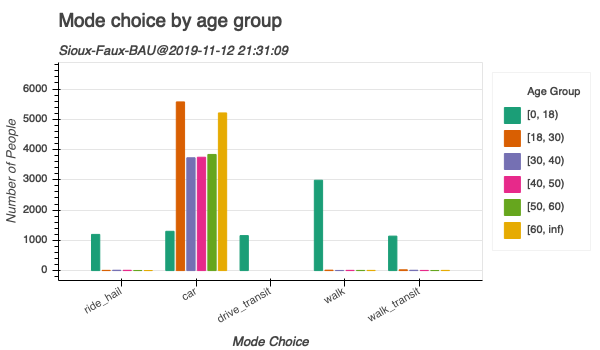 Mode choice by age group
Sioux-Faux-BAU@2019-11-12 21:31:09
Number of People
6000
5000
4000
3000
2000
1000
0
ride_hail
car
drive_transit
walk
walk_transit
Mode Choice
Age Group
[0, 18)
[18, 30)
[30, 40)
[40, 50)
[50, 60)
[60, inf)